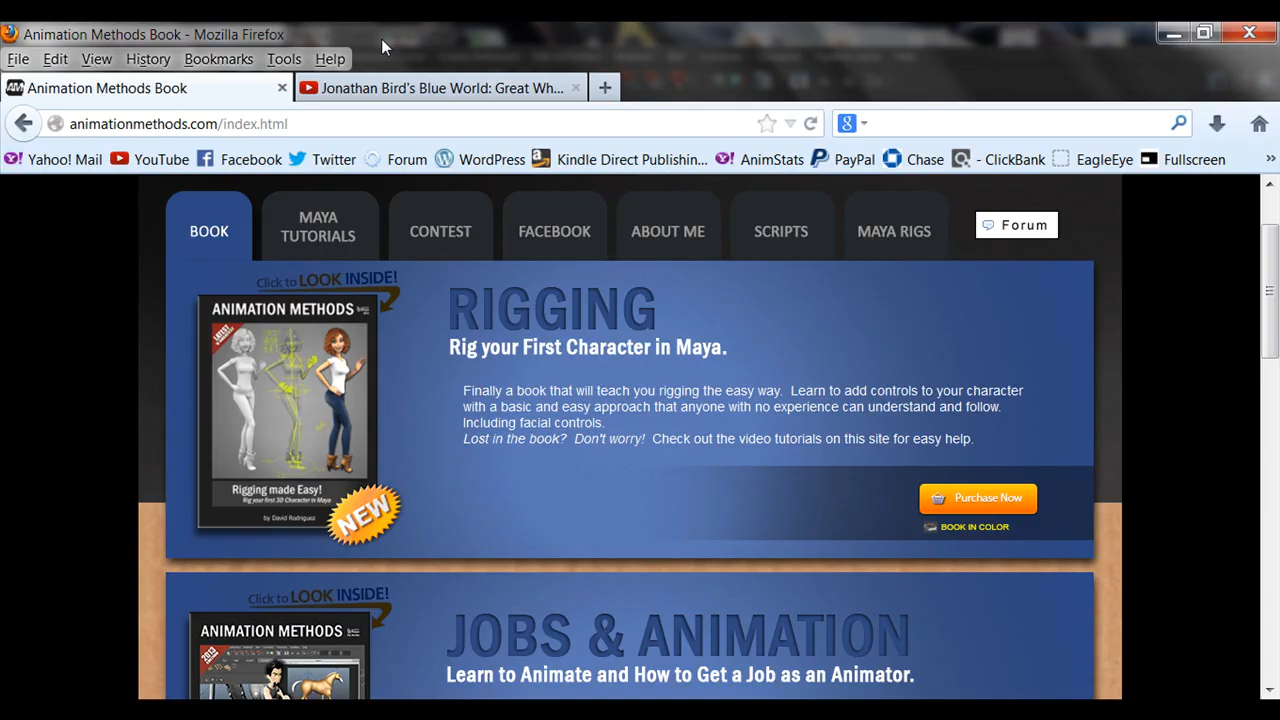 Animation Methods Book - Mozilla Firefox
File Edit View History Bookmarks Tools Help
Animation Methods Book
Jonathan Bird's Blue World: Great Wh...
animationmethods.com/index.html
Yahoo! Mail YouTube Facebook Twitter Forum WordPress Kindle Direct Publishin... AnimStats PayPal Chase - ClickBank EagleEye Fullscreen
BOOK
MAYA
TUTORIALS
CONTEST
FACEBOOK
ABOUT ME
SCRIPTS
MAYA RIGS
Forum
Click to LOOK INSIDE!
ANIMATION METHODS
Rigging made Easy!
Rig your first 3D Character in Maya
by David Rodriguez
NEW
RIGGING
Rig your First Character in Maya.
Finally a book that will teach you rigging the easy way. Learn to add controls to your character
with a basic and easy approach that anyone with no experience can understand and follow.
Including facial controls.
Lost in the book? Don't worry! Check out the video tutorials on this site for easy help.
Purchase Now
BOOK IN COLOR
Click to LOOK INSIDE!
ANIMATION METHODS
2013
JOBS & ANIMATION
Learn to Animate and How to Get a Job as an Animator.